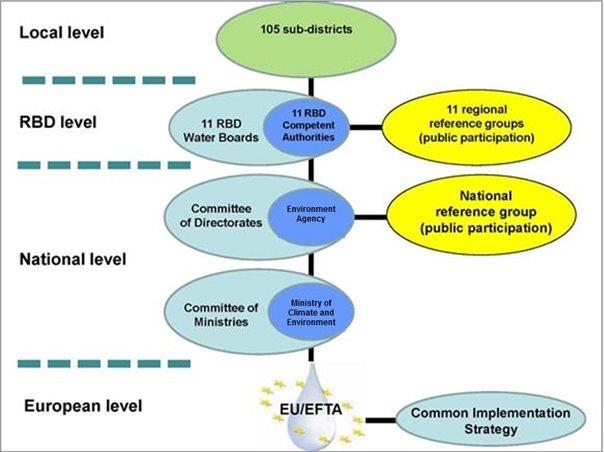 Local level
105 sub-districts
RBD level
11 RBD
Water Boards
11 RBD
Competent
Authorities
11 regional
reference groups
(public participation)
National level
Committee
of Directorates
Environment
Agency
National
reference group
(public participation)
Committee of
Ministries
Ministry of
Climate and
Environment
European level
EU/EFTA
Common Implementation
Strategy